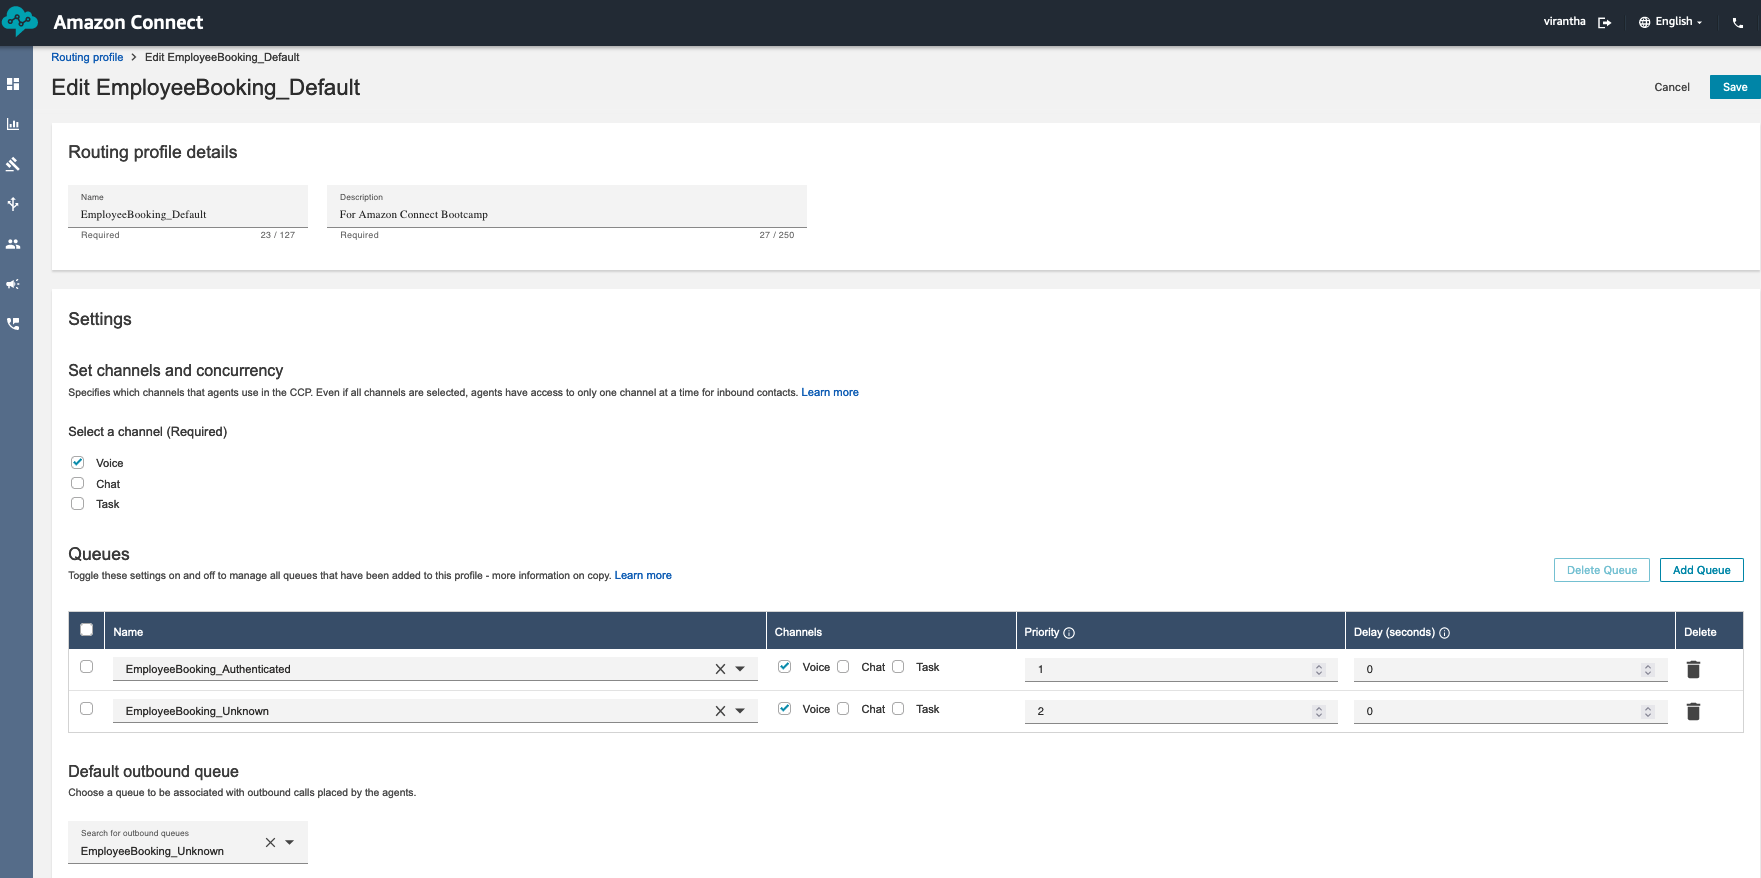 Amazon Connect
virantha
English
Routing profile > Edit EmployeeBooking_Default
Edit EmployeeBooking_Default
Cancel
Save
Routing profile details
Name
EmployeeBooking_Default
Required
23 / 127
Description
For Amazon Connect Bootcamp
Required
27 / 250
Settings
Set channels and concurrency
Specifies which channels that agents use in the CCP. Even if all channels are selected, agents have access to only one channel at a time for inbound contacts. Learn more
Select a channel (Required)
Voice
Chat
Task
Queues
Toggle these settings on and off to manage all queues that have been added to this profile - more information on copy. Learn more
Delete Queue
Add Queue
Name Channels Priority Delay (seconds) Delete
EmployeeBooking_Authenticated Voice Chat Task 1 0
EmployeeBooking_Unknown Voice Chat Task 2 0
Default outbound queue
Choose a queue to be associated with outbound calls placed by the agents.
Search for outbound queues
EmployeeBooking_Unknown